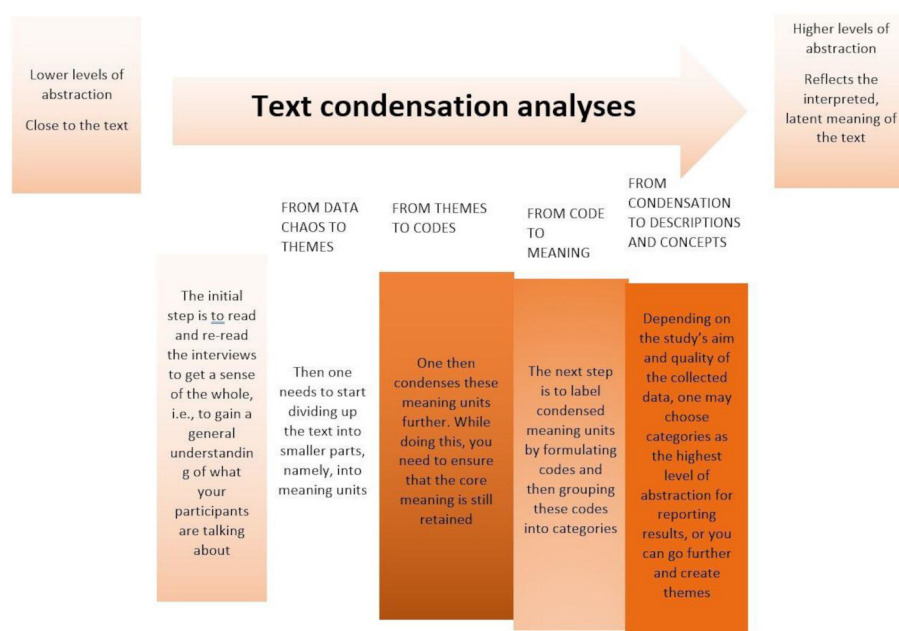 Lower levels of
abstraction
Close to the text
Text condensation analyses
Higher levels of
abstraction
Reflects the
interpreted,
latent meaning of
the text
FROM DATA
CHAOS TO
THEMES
FROM THEMES
TO CODES
FROM CODE
TO
MEANING
FROM
CONDENSATION
TO DESCRIPTIONS
AND CONCEPTS
The initial
step is to read
and re-read
the interviews
to get a sense
of the whole,
i.e., to gain a
general
understandin
g of what
your
participants
are talking
about
Then one
needs to start
dividing up
the text into
smaller parts,
namely, into
meaning units
One then
condenses these
meaning units
further. While
doing this, you
need to ensure
that the core
meaning is still
retained
The next step
is to label
condensed
meaning units
by formulating
codes and
then grouping
these codes
into categories
Depending on
the study's aim
and quality of
the collected
data, one may
choose
categories as
the highest
level of
abstraction for
reporting
results, or you
can go further
and create
themes